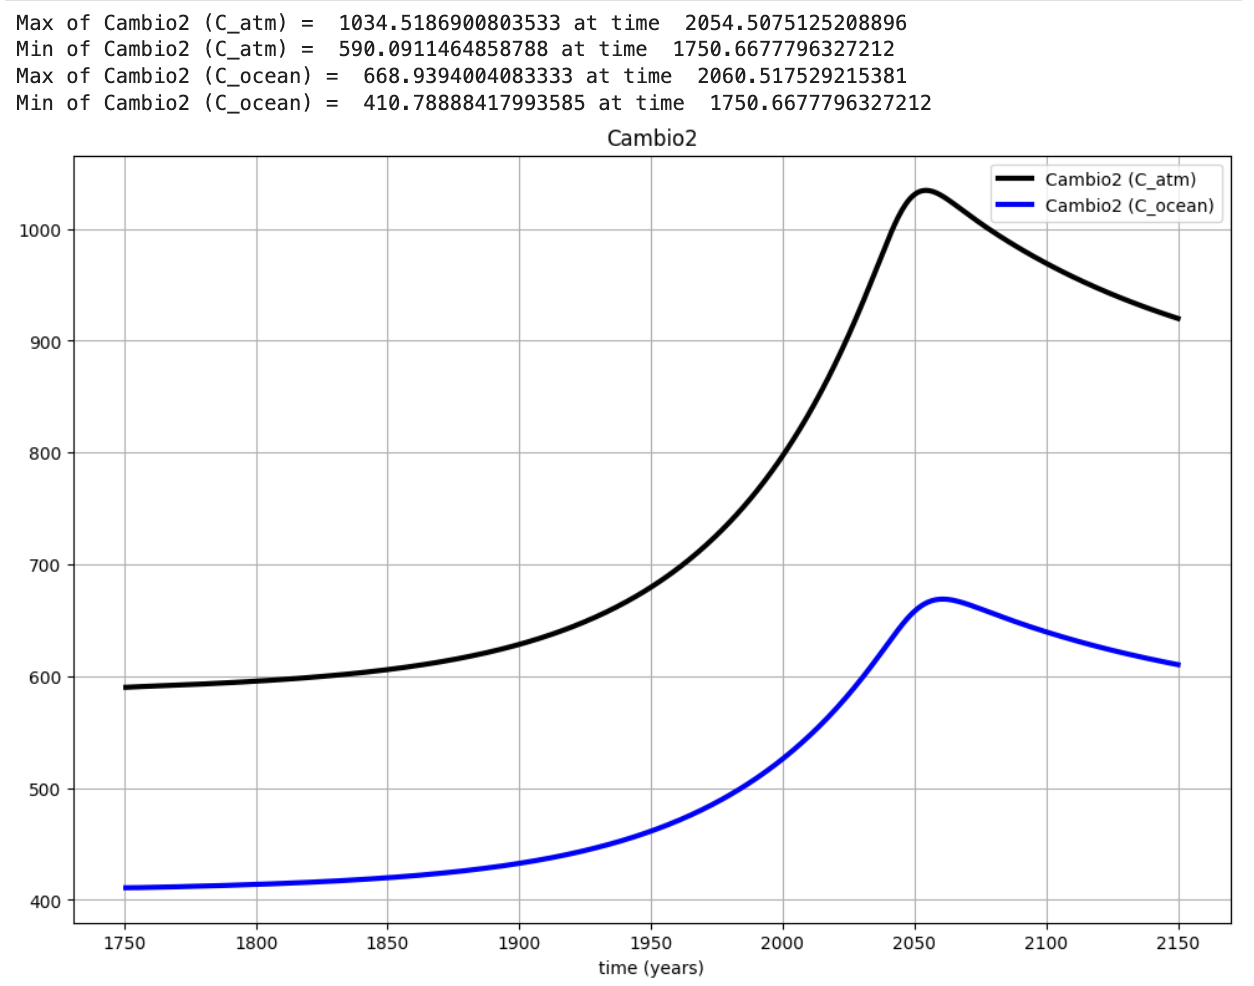 Max of Cambio2 (C_atm) =  1034.5186900803533 at time  2054.5075125208896
Min of Cambio2 (C_atm) =  590.0911464858788 at time  1750.6677796327212
Max of Cambio2 (C_ocean) =  668.9394004083333 at time  2060.517529215381
Min of Cambio2 (C_ocean) =  410.78888417993585 at time  1750.6677796327212
Cambio2
Cambio2 (C_atm)
Cambio2 (C_ocean)
1000
900
800
700
600
500
400
1750 1800 1850 1900 1950 2000 2050 2100 2150
time (years)